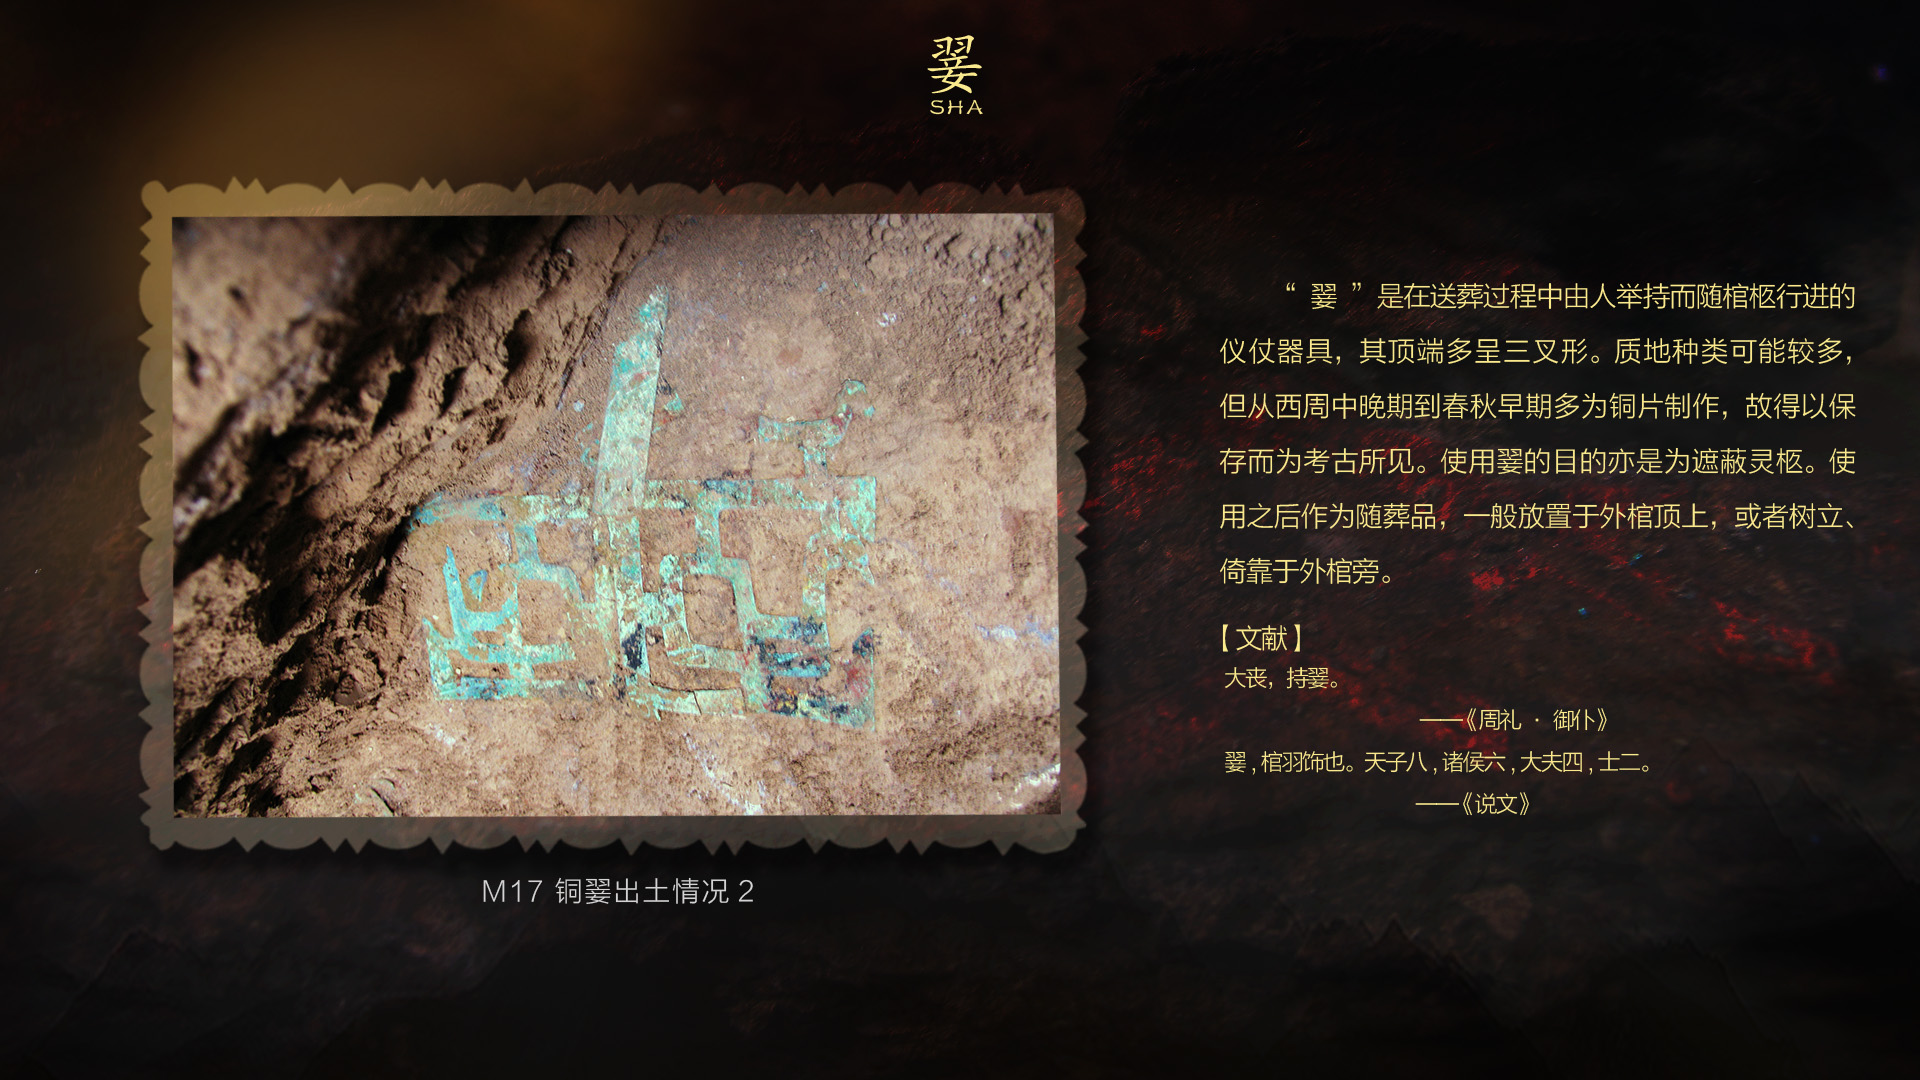 翣
SHA
“ 翣 ”是在送葬过程中由人举持而随棺柩行进的
仪仗器具，其顶端多呈三叉形。质地种类可能较多，
但从西周中晚期到春秋早期多为铜片制作，故得以保
存而为考古所见。使用翣的目的亦是为遮蔽灵柩。使
用之后作为随葬品，一般放置于外棺顶上，或者树立、
倚靠于外棺旁。
【文献】
大丧，持翣。
——《周礼 · 御仆》
翣，棺羽饰也。天子八，诸侯六，大夫四，士二。
——《说文》
M17 铜翣出土情况 2